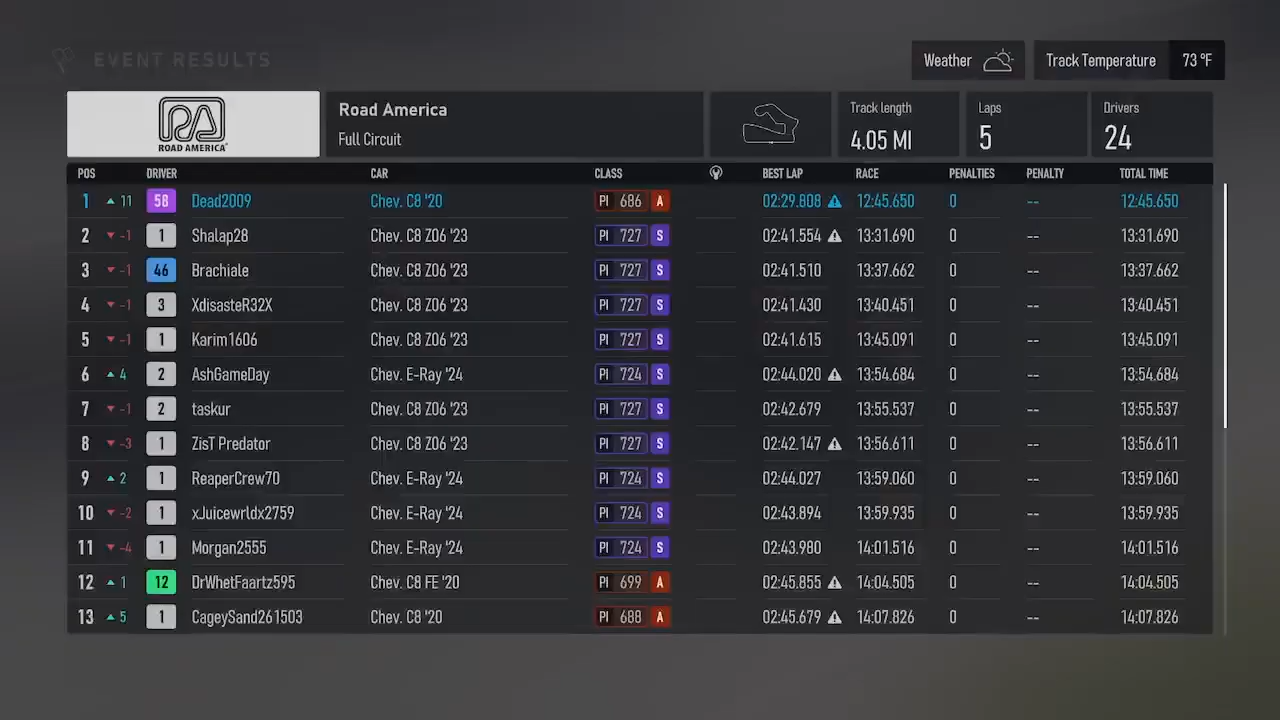 EVENT RESULTS
Weather
Track Temperature 73 °F
RA
ROAD AMERICA®
Road America
Full Circuit
Track length
4.05 MI
Laps
5
Drivers
24
POS DRIVER CAR CLASS BEST LAP RACE PENALTIES PENALTY TOTAL TIME
1 11 58 Dead2009 Chev. C8 '20 PI 686 A 02:29.808 12:45.650 0 -- 12:45.650
2 -1 1 Shalap28 Chev. C8 Z06 '23 PI 727 S 02:41.554 13:31.690 0 -- 13:31.690
3 -1 46 Brachiale Chev. C8 Z06 '23 PI 727 S 02:41.510 13:37.662 0 -- 13:37.662
4 -1 3 XdisasteR32X Chev. C8 Z06 '23 PI 727 S 02:41.430 13:40.451 0 -- 13:40.451
5 -1 1 Karim1606 Chev. C8 Z06 '23 PI 727 S 02:41.615 13:45.091 0 -- 13:45.091
6 4 2 AshGameDay Chev. E-Ray '24 PI 724 S 02:44.020 13:54.684 0 -- 13:54.684
7 -1 2 taskur Chev. C8 Z06 '23 PI 727 S 02:42.679 13:55.537 0 -- 13:55.537
8 -3 1 ZisT Predator Chev. C8 Z06 '23 PI 727 S 02:42.147 13:56.611 0 -- 13:56.611
9 2 1 ReaperCrew70 Chev. E-Ray '24 PI 724 S 02:44.027 13:59.060 0 -- 13:59.060
10 -2 1 xJuicewrldx2759 Chev. E-Ray '24 PI 724 S 02:43.894 13:59.935 0 -- 13:59.935
11 -4 1 Morgan2555 Chev. E-Ray '24 PI 724 S 02:43.980 14:01.516 0 -- 14:01.516
12 1 12 DrWhetFaartz595 Chev. C8 FE '20 PI 699 A 02:45.855 14:04.505 0 -- 14:04.505
13 5 1 CageySand261503 Chev. C8 '20 PI 688 A 02:45.679 14:07.826 0 -- 14:07.826